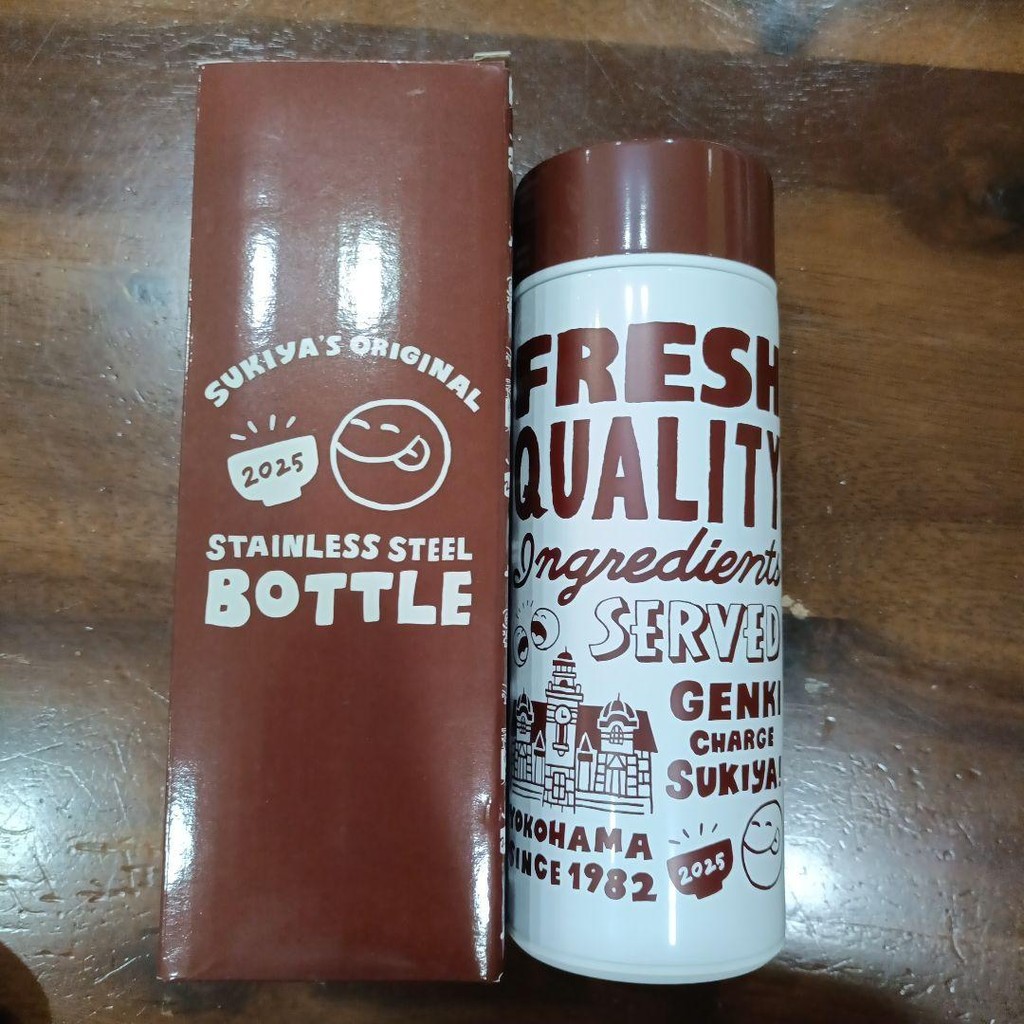 SUKIYA'S ORIGINAL
2025
STAINLESS STEEL
BOTTLE
FRESH
QUALITY
Ingredients
SERVED
GENKI
CHARGE
SUKIYA!
YOKOHAMA
SINCE 1982
2025